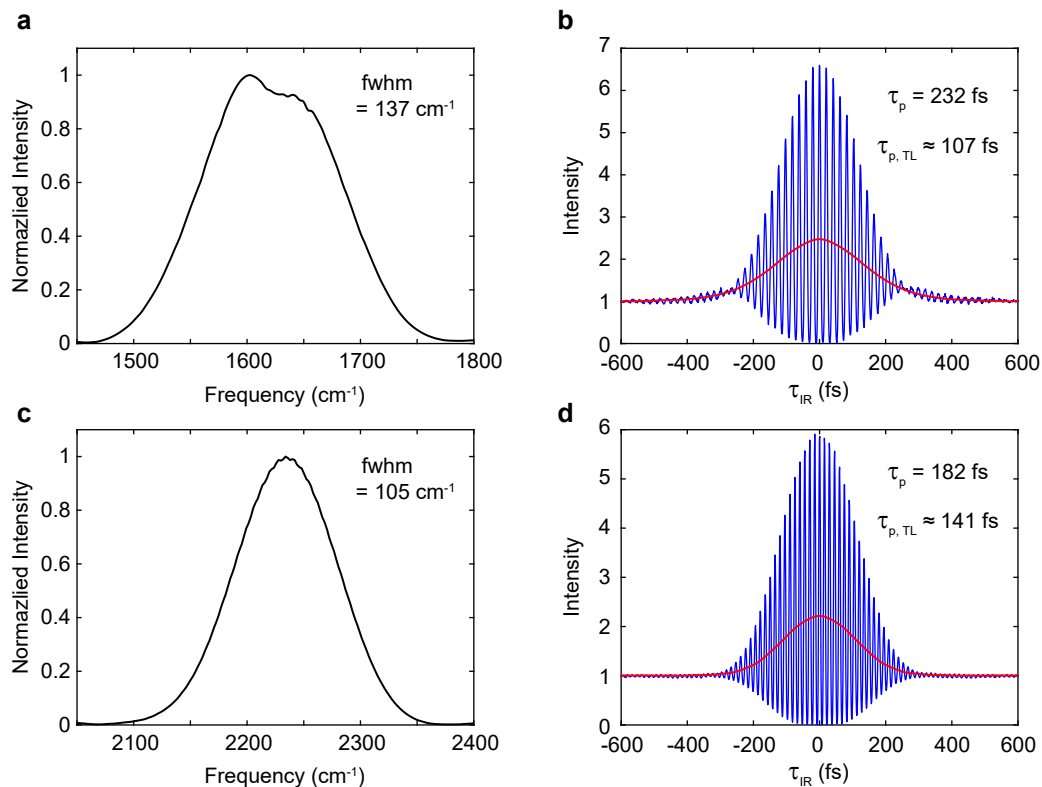 a
Normazlied Intensity
1
0.8
0.6
0.4
0.2
0
fwhm
= 137 cm⁻¹
1500
1600
1700
1800
Frequency (cm⁻¹)
b
Intensity
7
6
5
4
3
2
1
0
τp = 232 fs
τp, TL ≈ 107 fs
-600
-400
-200
0
200
400
600
τIR (fs)
c
Normazlied Intensity
1
0.8
0.6
0.4
0.2
0
fwhm
= 105 cm⁻¹
2100
2200
2300
2400
Frequency (cm⁻¹)
d
Intensity
6
5
4
3
2
1
0
τp = 182 fs
τp, TL ≈ 141 fs
-600
-400
-200
0
200
400
600
τIR (fs)